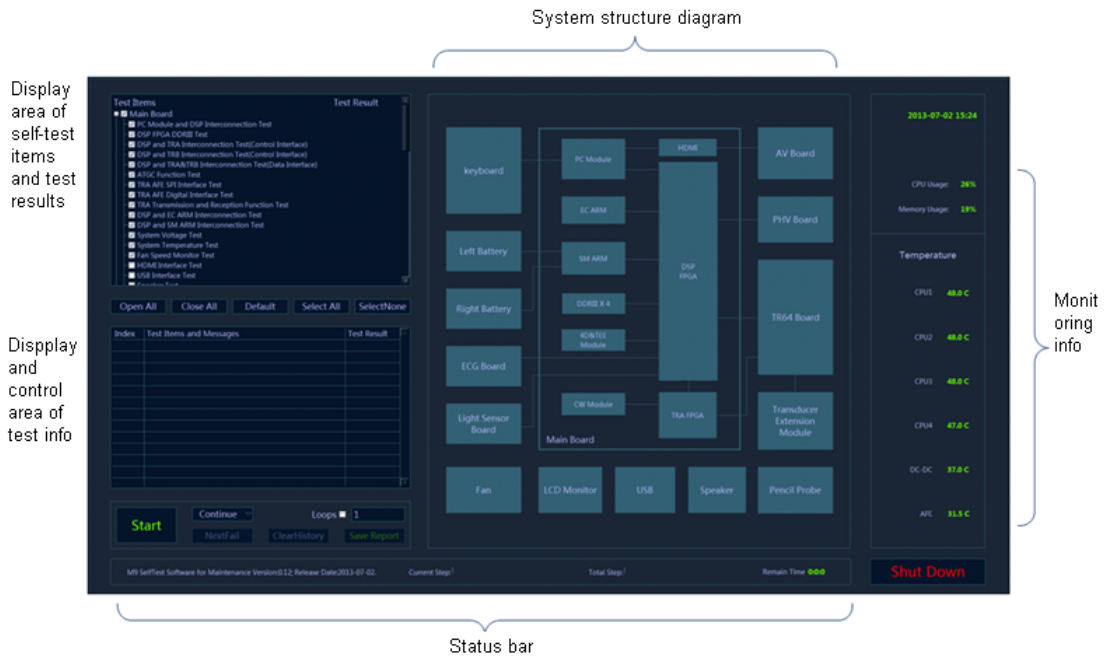 System structure diagram
Display
area of
self-test
items
and test
results
Test Items Test Result
Main Board
PC Module and DSP Interconnection Test
DSP FPGA DDRIII Test
DSP and TRA Interconnection Test(Control Interface)
DSP and TRB Interconnection Test(Control Interface)
DSP and TRA&TRB Interconnection Test(Data Interface)
ATGC Function Test
TRA AFE SPI Interface Test
TRA AFE Digital Interface Test
TRA Transmission and Reception Function Test
DSP and EC ARM Interconnection Test
DSP and SM ARM Interconnection Test
System Voltage Test
System Temperature Test
Fan Speed Monitor Test
HDMI Interface Test
USB Interface Test
Speaker Test
Open All Close All Default Select All SelectNone
Dispplay
and
control
area of
test info
Index Test Items and Messages Test Result
Start
Continue
Loops 1
NextFail ClearHistory Save Report
keyboard
Left Battery
Right Battery
ECG Board
Light Sensor
Board
PC Module
EC ARM
SM ARM
DDRIII X 4
4D&TEE
Module
CW Module
HDMI
DSP
FPGA
TRA FPGA
Main Board
AV Board
PHV Board
TR64 Board
Transducer
Extension
Module
Fan LCD Monitor USB Speaker Pencil Probe
2013-07-02 15:24
CPU Usage: 26%
Memory Usage: 19%
Temperature
CPU1 48.0 C
CPU2 48.0 C
CPU3 48.0 C
CPU4 47.0 C
DC-DC 37.0 C
AFE 31.5 C
Monit
oring
info
M9 SelfTest Software for Maintenance Version:0.12; Release Date:2013-07-02. Current Step: Total Step: Remain Time 0:0:0
Shut Down
Status bar